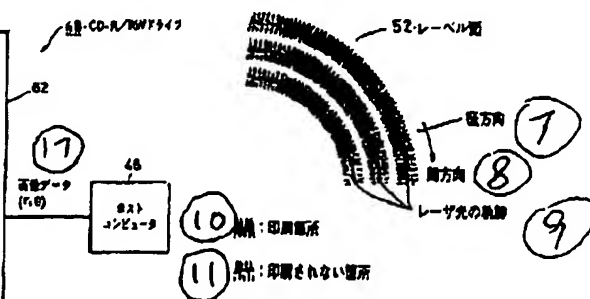 68・CD-R/RWドライブ
52・レーベル面
62
径方向
7
17
48
周方向
8
画像データ
(r,θ)
ホスト
コンピュータ
レーザ光の軌跡
9
10
:印刷箇所
11
:印刷されない箇所